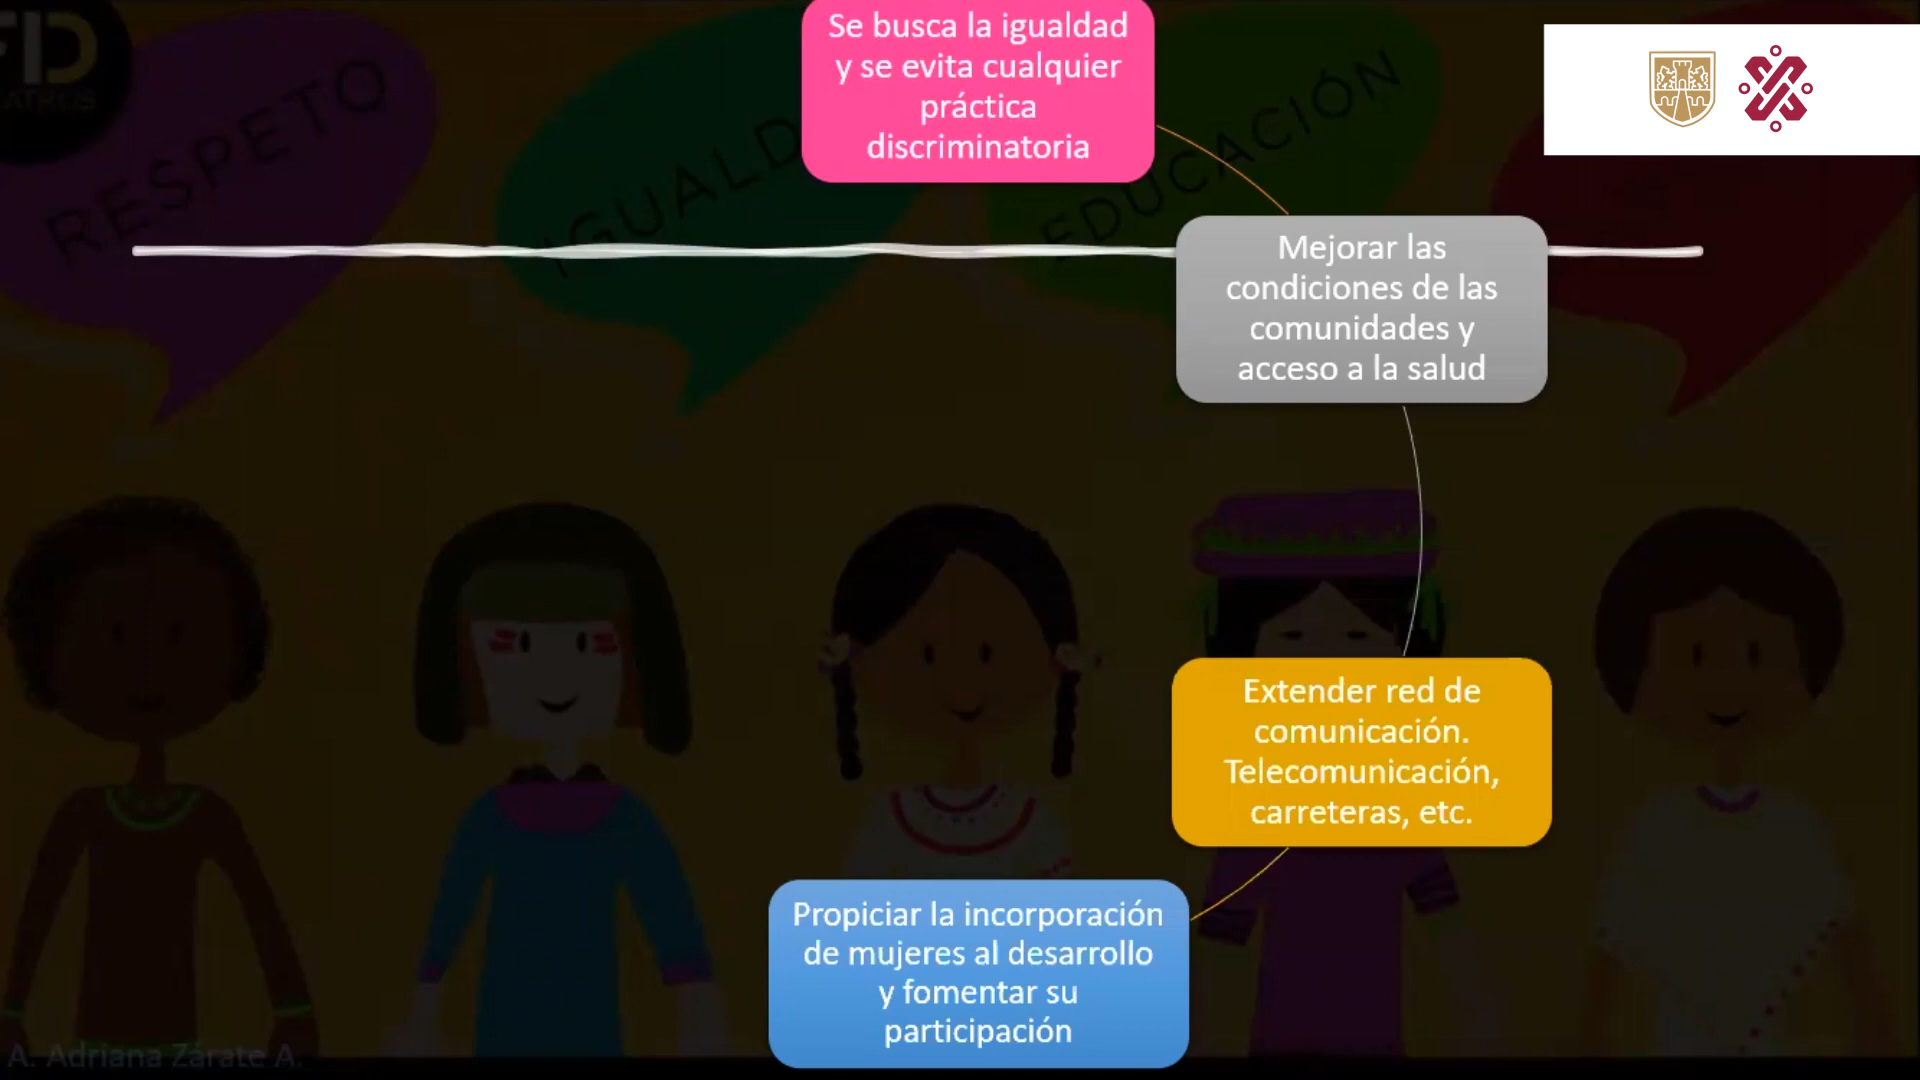 Se busca la igualdad
y se evita cualquier
práctica
discriminatoria
RESPETO
IGUALD
EDUCACIÓN
Mejorar las
condiciones de las
comunidades y
acceso a la salud
Extender red de
comunicación.
Telecomunicación,
carreteras, etc.
Propiciar la incorporación
de mujeres al desarrollo
y fomentar su
participación
A. Adriana Zárate A.